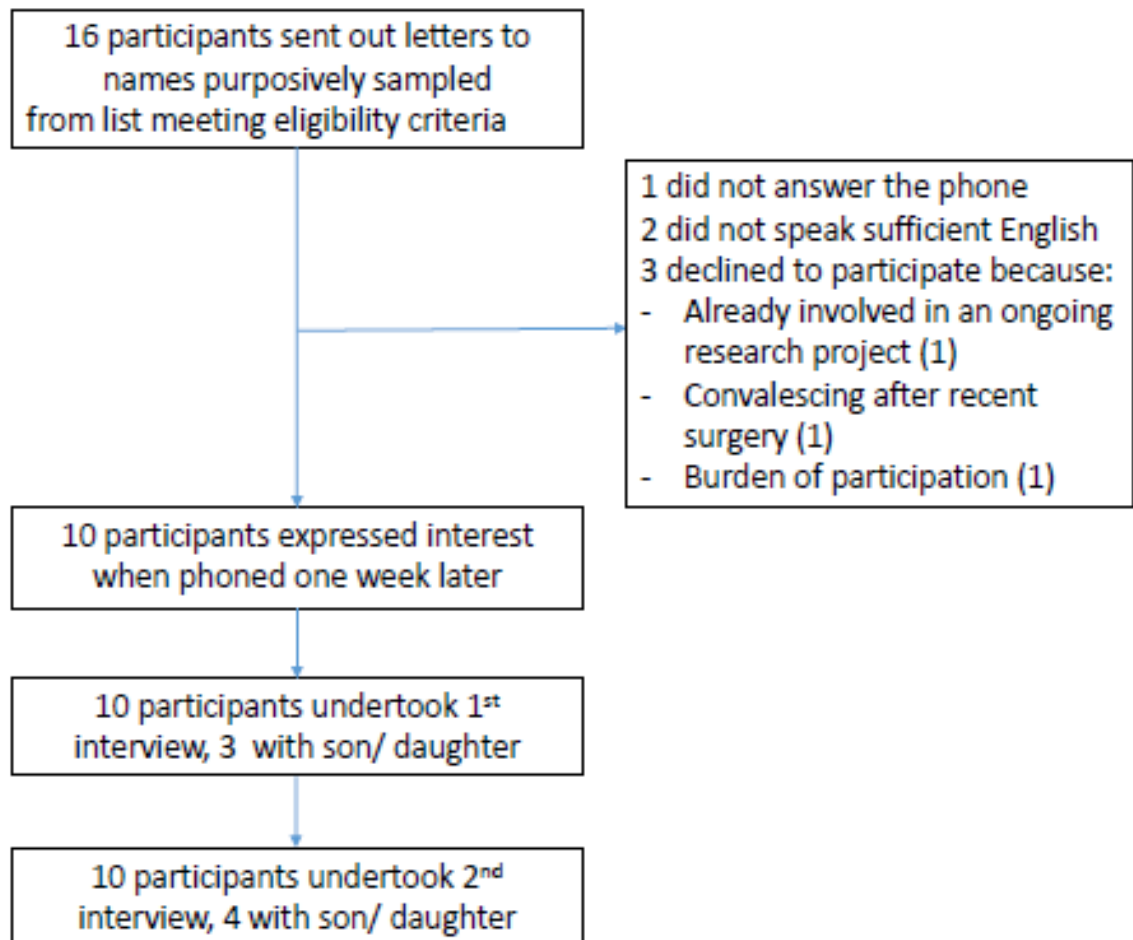 16 participants sent out letters to
names purposively sampled
from list meeting eligibility criteria
1 did not answer the phone
2 did not speak sufficient English
3 declined to participate because:
- Already involved in an ongoing
research project (1)
- Convalescing after recent
surgery (1)
- Burden of participation (1)
10 participants expressed interest
when phoned one week later
10 participants undertook 1st
interview, 3 with son/ daughter
10 participants undertook 2nd
interview, 4 with son/ daughter